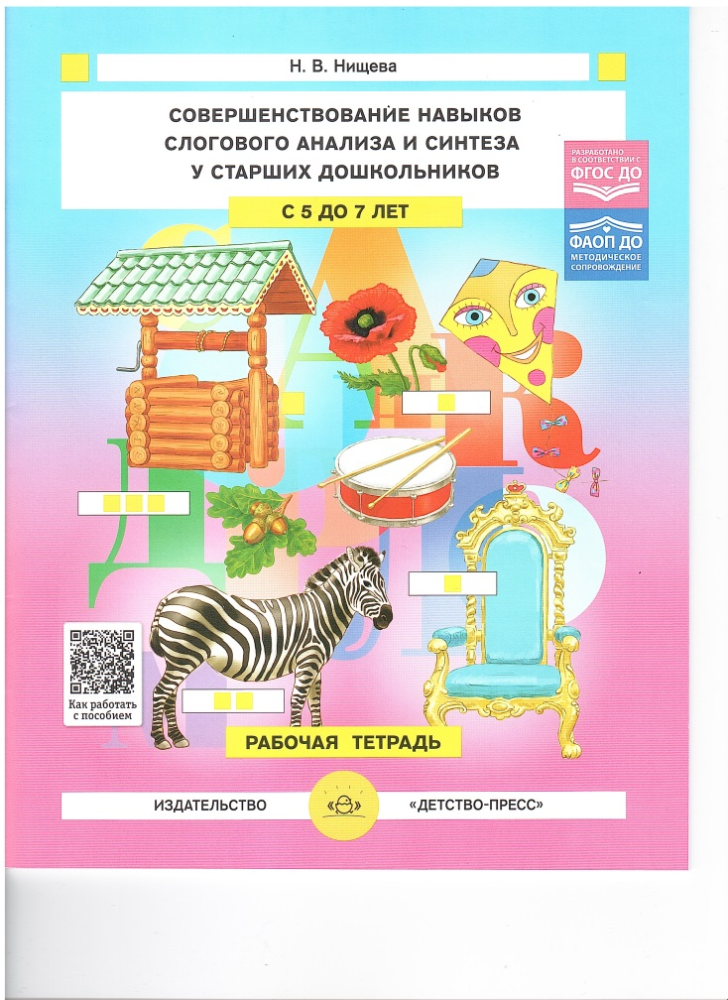 Н. В. Нищева
СОВЕРШЕНСТВОВАНИЕ НАВЫКОВ
СЛОГОВОГО АНАЛИЗА И СИНТЕЗА
У СТАРШИХ ДОШКОЛЬНИКОВ
С 5 ДО 7 ЛЕТ
РАЗРАБОТАНО
В СООТВЕТСТВИИ С
ФГОС ДО
ФАОП ДО
МЕТОДИЧЕСКОЕ
СОПРОВОЖДЕНИЕ
Как работать
с пособием
РАБОЧАЯ ТЕТРАДЬ
ИЗДАТЕЛЬСТВО «ДЕТСТВО-ПРЕСС»